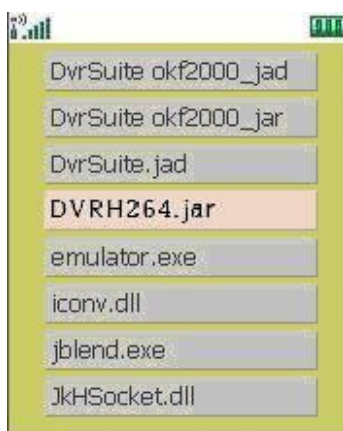 DvrSuite okf2000_jad
DvrSuite okf2000_jar
DvrSuite.jad
DVRH264.jar
emulator.exe
iconv.dll
jblend.exe
JkHSocket.dll